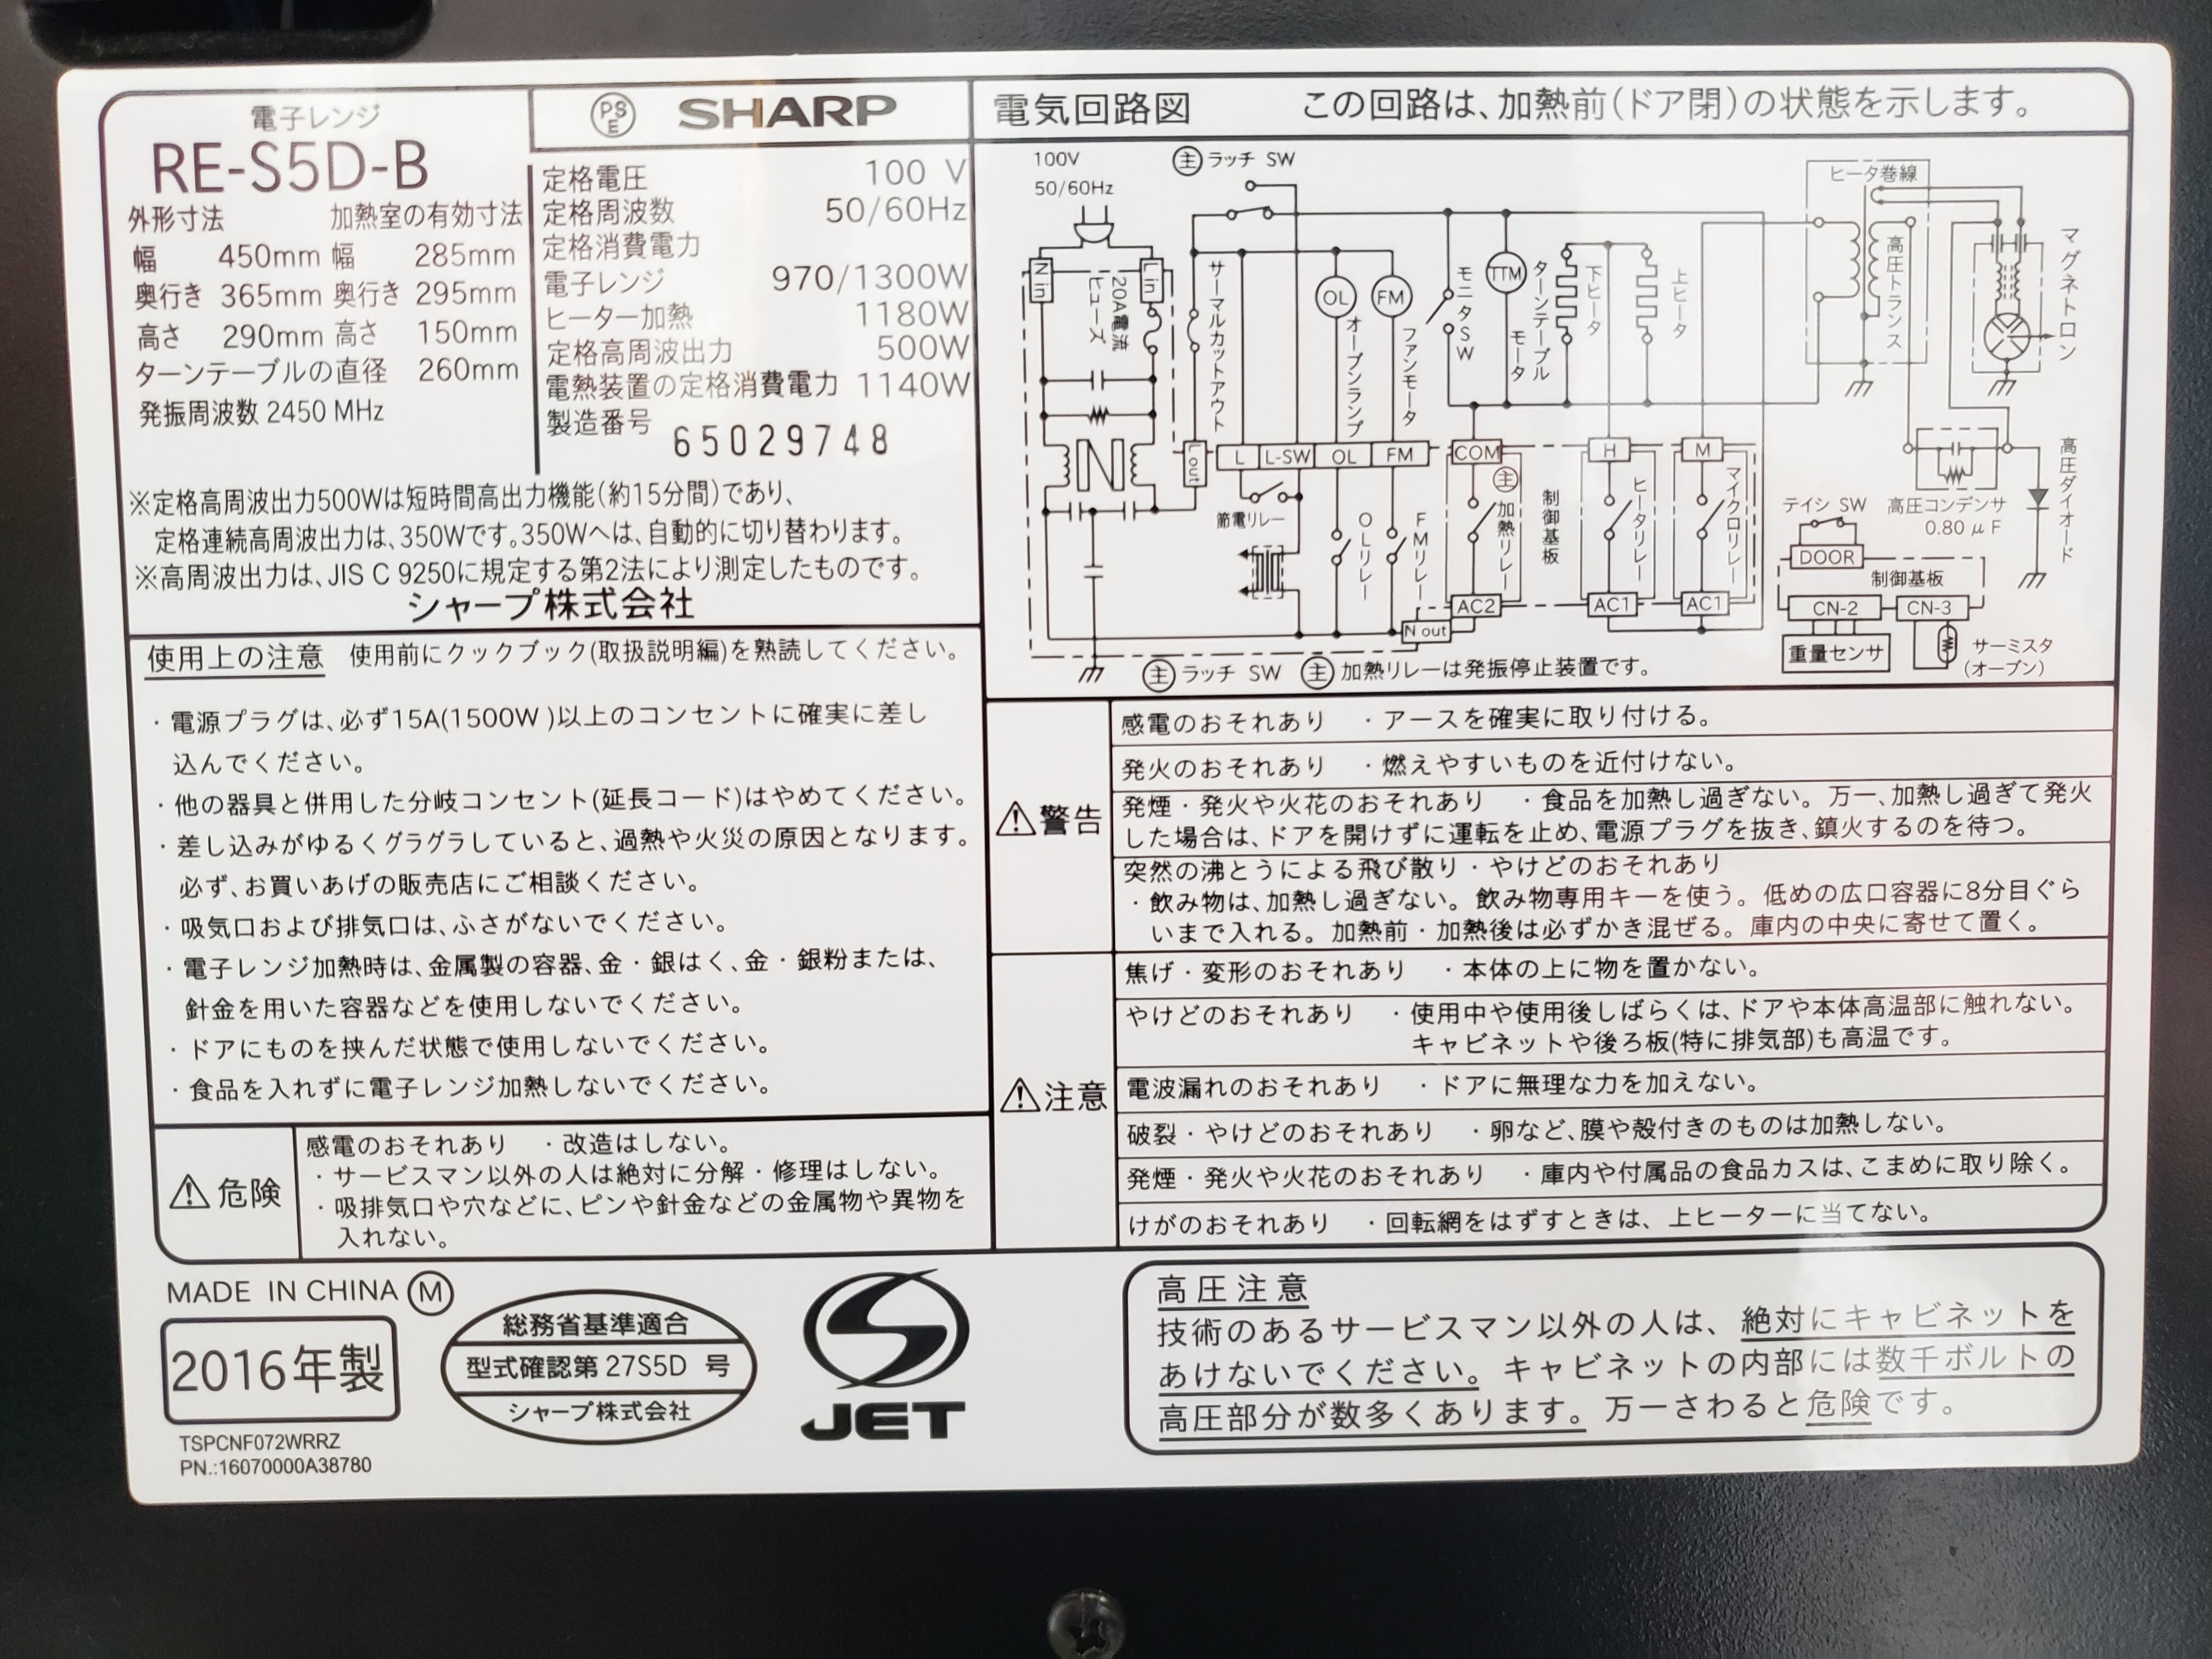 電子レンジ
RE-S5D-B
外形寸法 加熱室の有効寸法
幅 450mm 幅 285mm
奥行き 365mm 奥行き 295mm
高さ 290mm 高さ 150mm
ターンテーブルの直径 260mm
発振周波数 2450 MHz
PS E SHARP
定格電圧 100 V
定格周波数 50/60Hz
定格消費電力
電子レンジ 970/1300W
ヒーター加熱 1180W
定格高周波出力 500W
電熱装置の定格消費電力 1140W
製造番号 65029748
※定格高周波出力500Wは短時間高出力機能(約15分間)であり、
定格連続高周波出力は、350Wです。350Wへは、自動的に切り替わります。
※高周波出力は、JIS C 9250に規定する第2法により測定したものです。
シャープ株式会社
使用上の注意 使用前にクックブック(取扱説明編)を熟読してください。
・電源プラグは、必ず15A(1500W )以上のコンセントに確実に差し
込んでください。
・他の器具と併用した分岐コンセント(延長コード)はやめてください。
・差し込みがゆるくグラグラしていると、過熱や火災の原因となります。
必ず、お買いあげの販売店にご相談ください。
・吸気口および排気口は、ふさがないでください。
・電子レンジ加熱時は、金属製の容器、金・銀はく、金・銀粉または、
針金を用いた容器などを使用しないでください。
・ドアにものを挟んだ状態で使用しないでください。
・食品を入れずに電子レンジ加熱しないでください。
⚠危険
感電のおそれあり ・改造はしない。
・サービスマン以外の人は絶対に分解・修理はしない。
・吸排気口や穴などに、ピンや針金などの金属物や異物を
入れない。
電気回路図 この回路は、加熱前(ドア閉)の状態を示します。
100V
50/60Hz
主 ラッチ SW
N in
L in
20A電流
ヒューズ
サーマルカットアウト
OL
オーブンランプ
FM
ファンモータ
モニタSW
TTM
ターンテーブル
モータ
下ヒータ
上ヒータ
ヒータ巻線
高圧トランス
マグネトロン
L out
L L-SW OL FM COM H M
節電リレー
OLリレー
FMリレー
主 加熱リレー
制御基板
ヒータリレー
マイクロリレー
AC2 AC1 AC1
N out
高圧コンデンサ
0.80 μF
高圧ダイオード
テイシ SW
DOOR
制御基板
CN-2 CN-3
重量センサ
サーミスタ
(オーブン)
主 ラッチ SW 主 加熱リレーは発振停止装置です。
⚠警告
感電のおそれあり ・アースを確実に取り付ける。
発火のおそれあり ・燃えやすいものを近付けない。
発煙・発火や火花のおそれあり ・食品を加熱し過ぎない。万一、加熱し過ぎて発火
した場合は、ドアを開けずに運転を止め、電源プラグを抜き、鎮火するのを待つ。
突然の沸とうによる飛び散り・やけどのおそれあり
・飲み物は、加熱し過ぎない。飲み物専用キーを使う。低めの広口容器に8分目ぐら
いまで入れる。加熱前・加熱後は必ずかき混ぜる。庫内の中央に寄せて置く。
⚠注意
焦げ・変形のおそれあり ・本体の上に物を置かない。
やけどのおそれあり ・使用中や使用後しばらくは、ドアや本体高温部に触れない。
キャビネットや後ろ板(特に排気部)も高温です。
電波漏れのおそれあり ・ドアに無理な力を加えない。
破裂・やけどのおそれあり ・卵など、膜や殻付きのものは加熱しない。
発煙・発火や火花のおそれあり ・庫内や付属品の食品カスは、こまめに取り除く。
けがのおそれあり ・回転網をはずすときは、上ヒーターに当てない。
MADE IN CHINA M
2016年製
TSPCNF072WRRZ
PN.:16070000A38780
総務省基準適合
型式確認第 27S5D 号
シャープ株式会社
JET
高圧注意
技術のあるサービスマン以外の人は、絶対にキャビネットを
あけないでください。キャビネットの内部には数千ボルトの
高圧部分が数多くあります。万一さわると危険です。